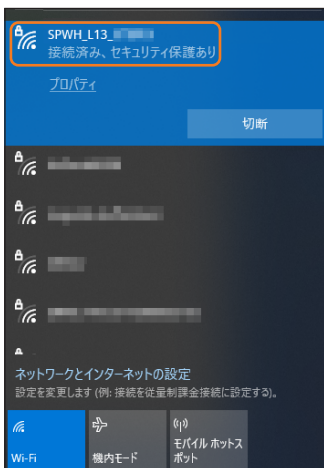 SPWH_L13_
接続済み、セキュリティ保護あり
プロパティ
切断
ネットワークとインターネットの設定
設定を変更します (例: 接続を従量制課金接続に設定する)。
Wi-Fi
機内モード
モバイル ホットス
ポット